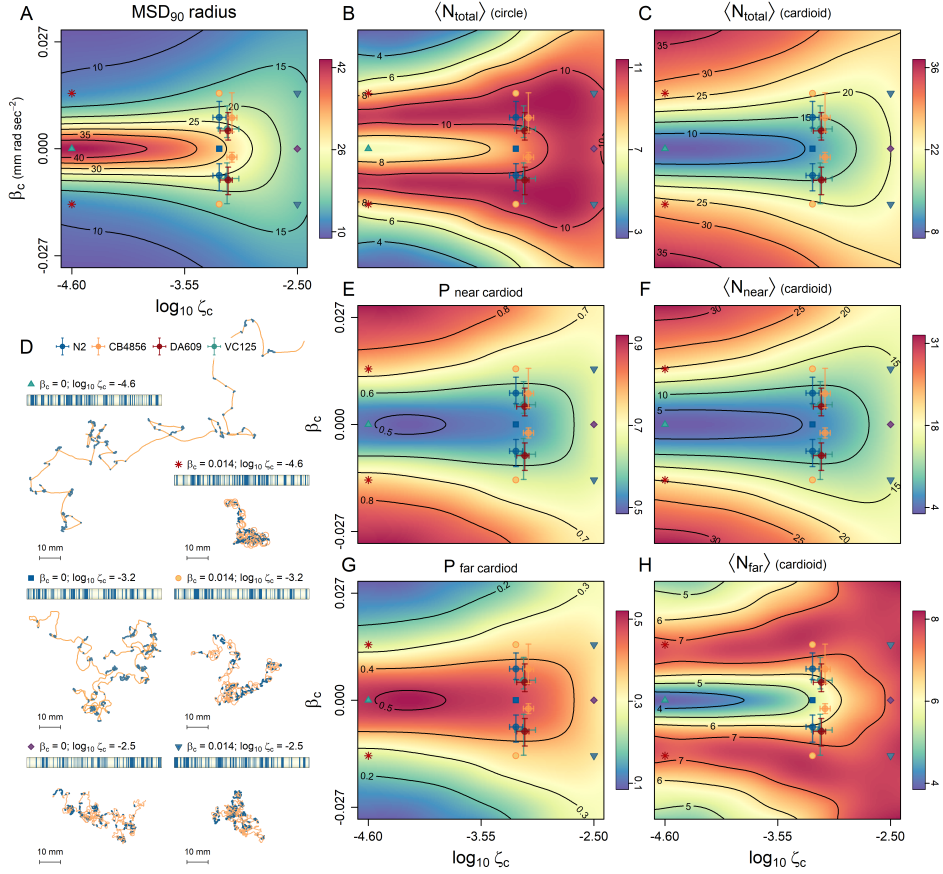 A
MSD90 radius
0.027
0.000
-0.027
βc (mm rad sec−2)
10
15
20
25
35
40
30
25
15
10
42
26
10
-4.60
-3.55
-2.50
log10 ζc
B
⟨Ntotal⟩ (circle)
4
6
8
10
10
10
8
10
8
6
4
11
7
3
C
⟨Ntotal⟩ (cardioid)
35
30
25
20
15
10
25
30
35
36
22
8
D
N2
CB4856
DA609
VC125
βc = 0; log10 ζc = -4.6
10 mm
βc = 0.014; log10 ζc = -4.6
10 mm
βc = 0; log10 ζc = -3.2
10 mm
βc = 0.014; log10 ζc = -3.2
10 mm
βc = 0; log10 ζc = -2.5
10 mm
βc = 0.014; log10 ζc = -2.5
10 mm
E
P near cardiod
0.027
0.000
-0.027
βc
0.8
0.7
0.6
0.5
0.8
0.7
0.9
0.7
0.5
F
⟨Nnear⟩ (cardioid)
30
25
20
15
10
5
15
20
25
30
31
18
4
G
P far cardiod
0.027
0.000
-0.027
βc
0.2
0.3
0.4
0.5
0.2
0.3
0.5
0.3
0.1
-4.60
-3.55
-2.50
log10 ζc
H
⟨Nfar⟩ (cardioid)
5
6
7
5
4
6
7
7
6
5
8
6
4
-4.60
-3.55
-2.50
log10 ζc